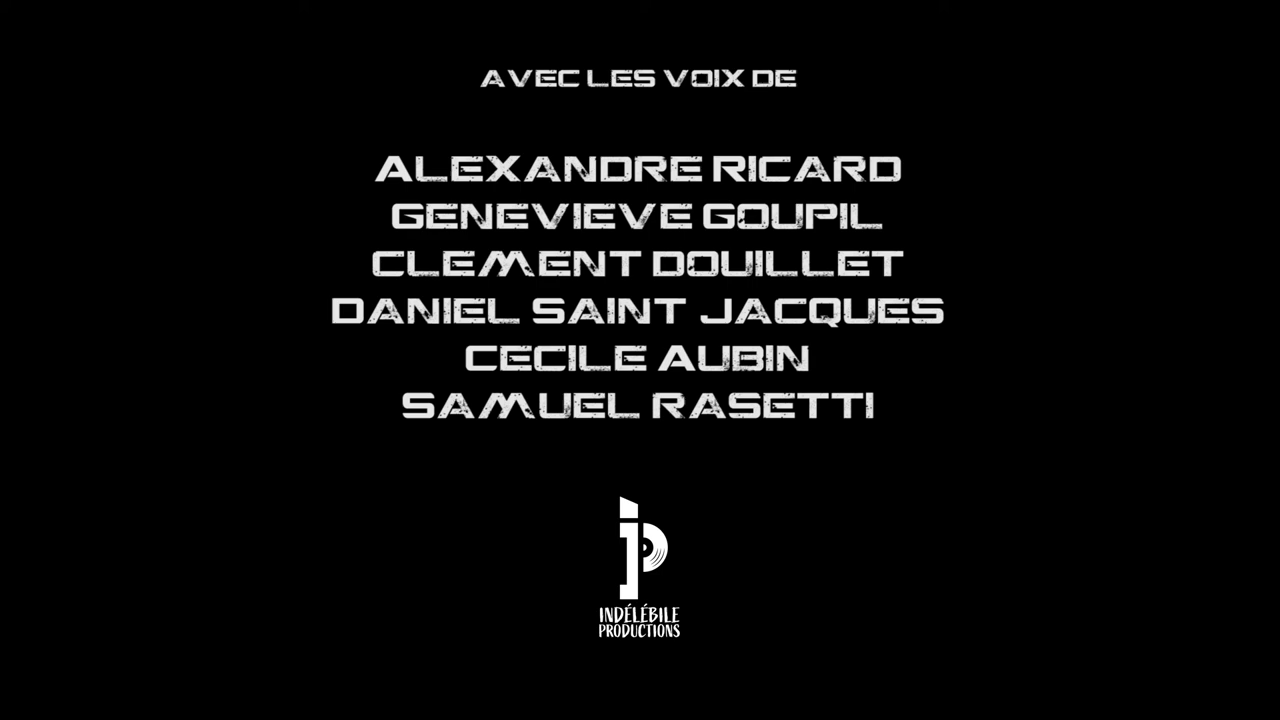 AVEC LES VOIX DE
ALEXANDRE RICARD
GENEVIEVE GOUPIL
CLEMENT DOUILLET
DANIEL SAINT JACQUES
CECILE AUBIN
SAMUEL RASETTI
INDÉLÉBILE
PRODUCTIONS